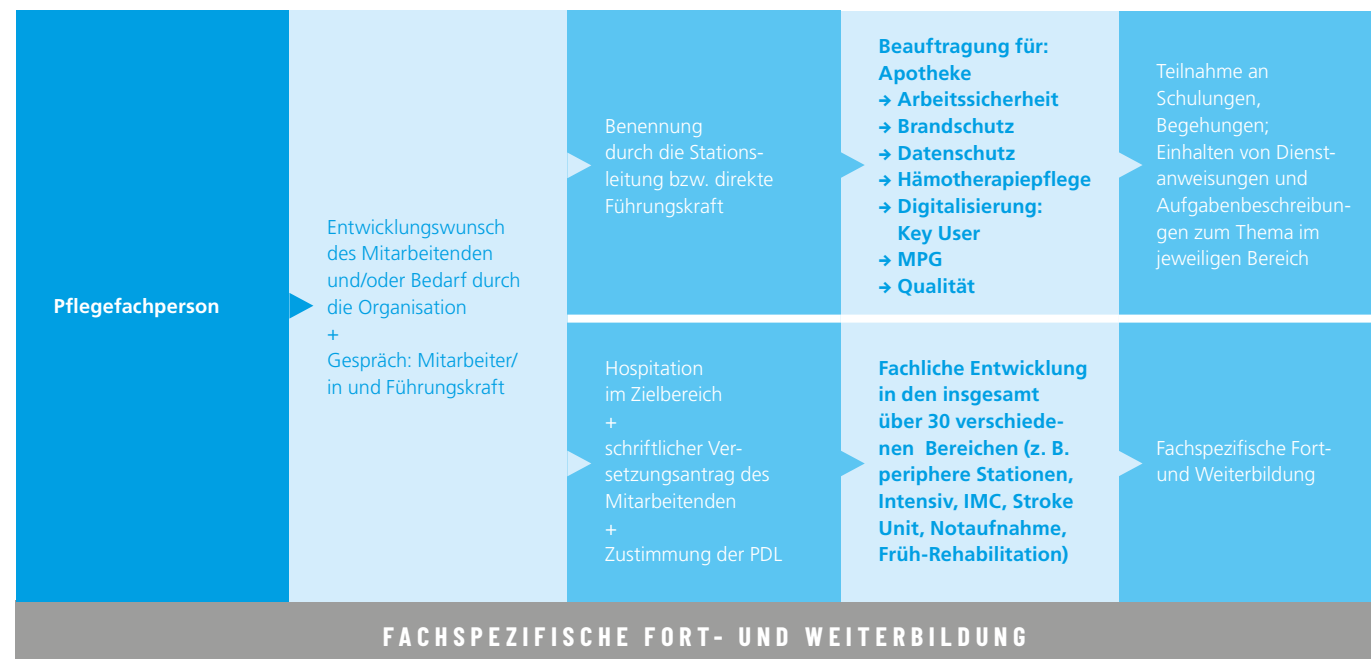 Pflegefachperson
Entwicklungswunsch
des Mitarbeitenden
und/oder Bedarf durch
die Organisation
+
Gespräch: Mitarbeiter/
in und Führungskraft
Benennung
durch die Stations-
leitung bzw. direkte
Führungskraft
Beauftragung für:
Apotheke
→ Arbeitssicherheit
→ Brandschutz
→ Datenschutz
→ Hämotherapiepflege
→ Digitalisierung:
Key User
→ MPG
→ Qualität
Teilnahme an
Schulungen,
Begehungen;
Einhalten von Dienst-
anweisungen und
Aufgabenbeschreibun-
gen zum Thema im
jeweiligen Bereich
Hospitation
im Zielbereich
+
schriftlicher Ver-
setzungsantrag des
Mitarbeitenden
+
Zustimmung der PDL
Fachliche Entwicklung
in den insgesamt
über 30 verschiede-
nen Bereichen (z. B.
periphere Stationen,
Intensiv, IMC, Stroke
Unit, Notaufnahme,
Früh-Rehabilitation)
Fachspezifische Fort-
und Weiterbildung
FACHSPEZIFISCHE FORT- UND WEITERBILDUNG